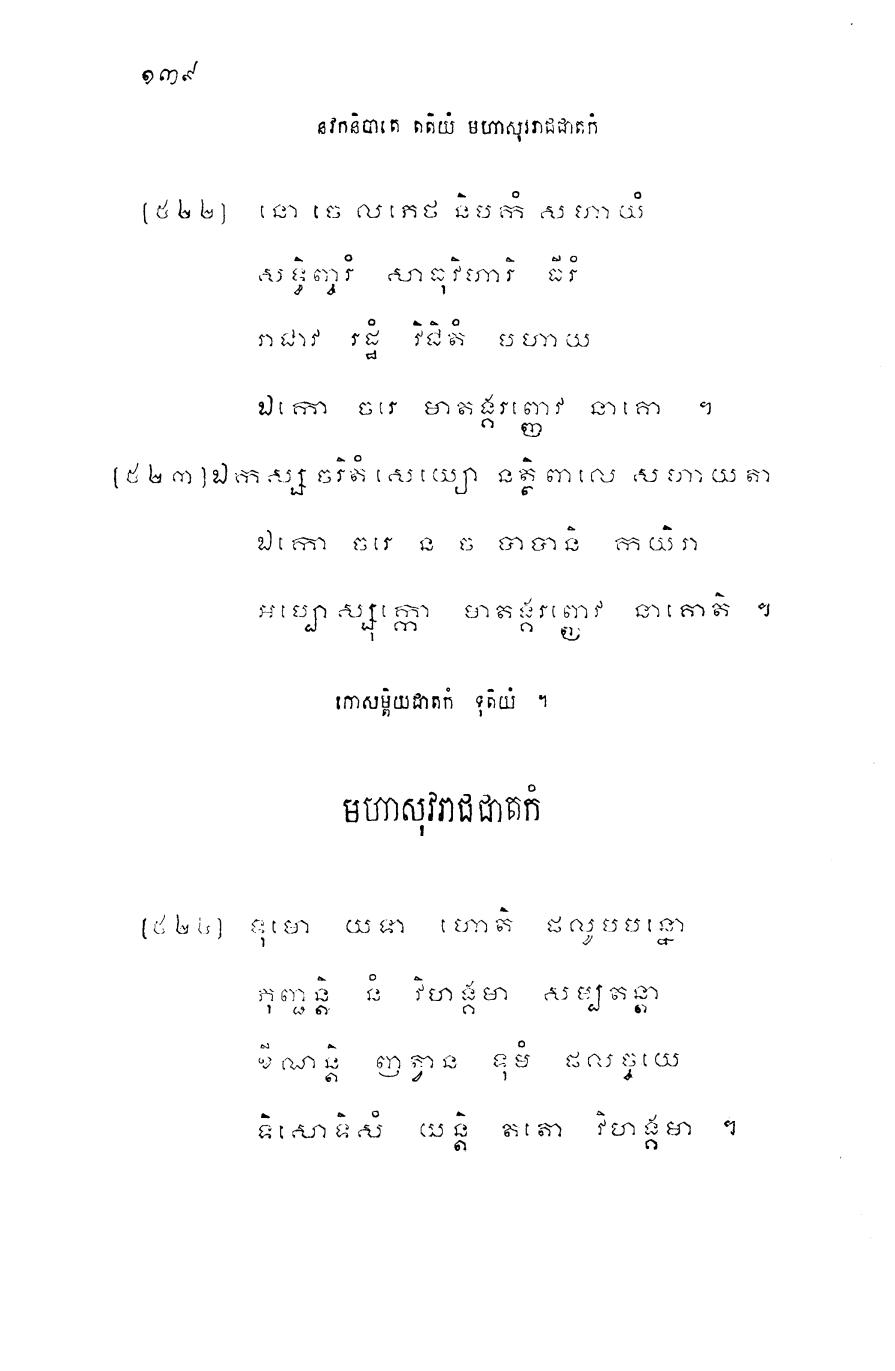 ១៣៩
នវកនិបាតេ តតិយំ មហាសុវរាជជាតកំ
(៥២២) នោ ចេ លភេថ និបកំ សហាយំ
សទ្ធិញ្ចរំ សាធុវិហារិ ធីរំ
រាជាវ រដ្ឋំ វិជិតំ បហាយ
ឯកោ ចរេ មាតង្គរញ្ញេវ នាគោ ។
(៥២៣) ឯកស្ស ចរិតំ សេយ្យោ នត្ថិ ពាលេ សហាយតា
ឯកោ ចរេ ន ច បាបានិ កយិរា
អប្បោស្សុក្កោ មាតង្គរញ្ញេវ នាគោតិ ។
កោសម្ពិយជាតកំ ទុតិយំ ។
មហាសុវរាជជាតកំ
(៥២៤) ទុមោ យទា ហោតិ ផលូបបន្នោ
ភុញ្ជន្តិ នំ វិហង្គមា សម្បតន្តា
ខីណន្តិ ញត្វាន ទុមំ ផលច្ចយេ
ទិសោទិសំ យន្តិ តតោ វិហង្គមា ។